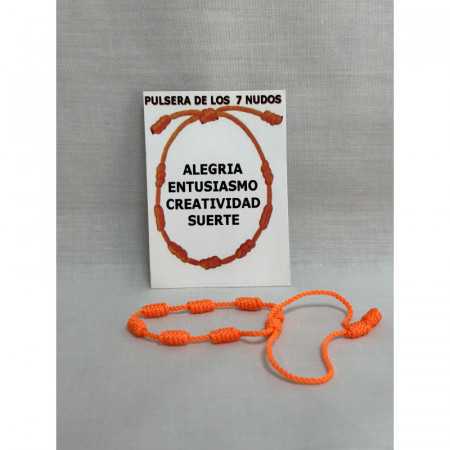 PULSERA DE LOS 7 NUDOS
ALEGRIA
ENTUSIASMO
CREATIVIDAD
SUERTE